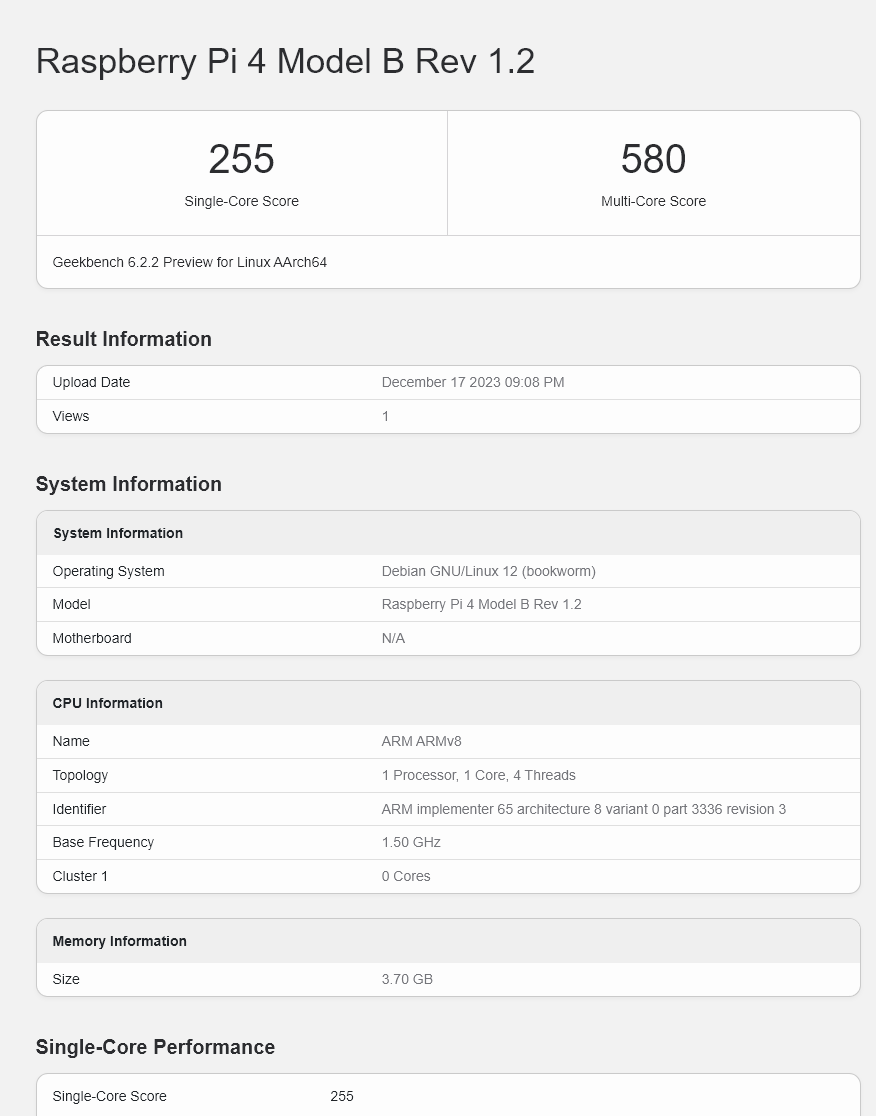 Raspberry Pi 4 Model B Rev 1.2
255
Single-Core Score
580
Multi-Core Score
Geekbench 6.2.2 Preview for Linux AArch64
Result Information
Upload Date December 17 2023 09:08 PM
Views 1
System Information
System Information
Operating System Debian GNU/Linux 12 (bookworm)
Model Raspberry Pi 4 Model B Rev 1.2
Motherboard N/A
CPU Information
Name ARM ARMv8
Topology 1 Processor, 1 Core, 4 Threads
Identifier ARM implementer 65 architecture 8 variant 0 part 3336 revision 3
Base Frequency 1.50 GHz
Cluster 1 0 Cores
Memory Information
Size 3.70 GB
Single-Core Performance
Single-Core Score 255